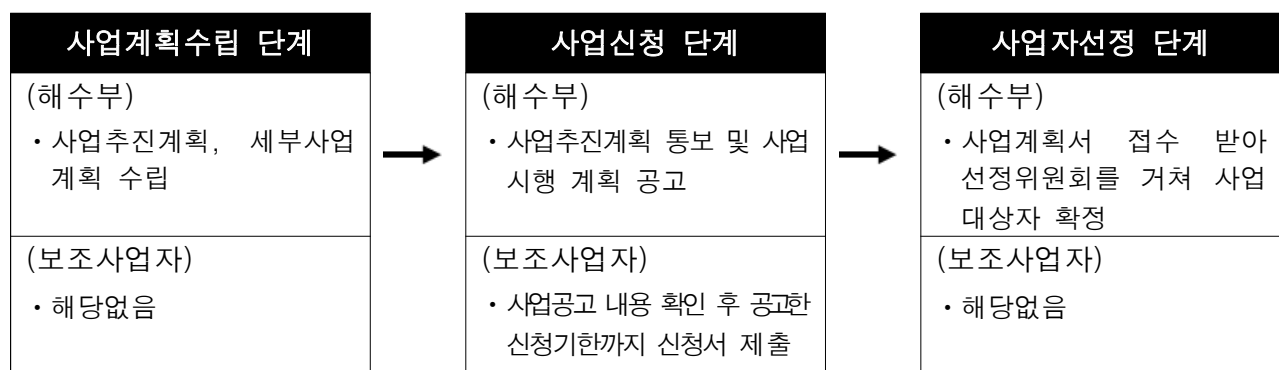 사업계획수립 단계
(해수부)
· 사업추진계획, 세부사업
계획 수립
(보조사업자)
· 해당없음
사업신청 단계
(해수부)
· 사업추진계획 통보 및 사업
시행 계획 공고
(보조사업자)
· 사업공고 내용 확인 후 공고한
신청기한까지 신청서 제출
사업자선정 단계
(해수부)
· 사업계획서 접수 받아
선정위원회를 거쳐 사업
대상자 확정
(보조사업자)
· 해당없음